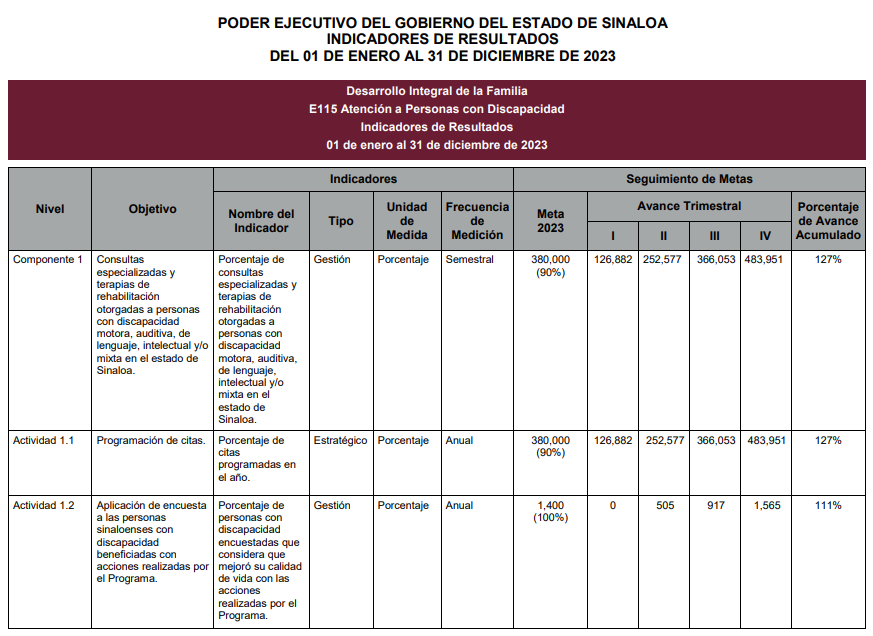 PODER EJECUTIVO DEL GOBIERNO DEL ESTADO DE SINALOA
INDICADORES DE RESULTADOS
DEL 01 DE ENERO AL 31 DE DICIEMBRE DE 2023
Desarrollo Integral de la Familia
E115 Atención a Personas con Discapacidad
Indicadores de Resultados
01 de enero al 31 de diciembre de 2023
Nivel
Objetivo
Indicadores
Seguimiento de Metas
Nombre del
Indicador
Tipo
Unidad
de
Medida
Frecuencia
de
Medición
Meta
2023
Avance Trimestral
I
II
III
IV
Porcentaje
de Avance
Acumulado
Componente 1
Consultas
especializadas y
terapias de
rehabilitación
otorgadas a personas
con discapacidad
motora, auditiva, de
lenguaje, intelectual y/o
mixta en el estado de
Sinaloa.
Porcentaje de
consultas
especializadas y
terapias de
rehabilitación
otorgadas a
personas con
discapacidad
motora, auditiva,
de lenguaje,
intelectual y/o
mixta en el
estado de
Sinaloa.
Gestión
Porcentaje
Semestral
380,000
(90%)
126,882
252,577
366,053
483,951
127%
Actividad 1.1
Programación de citas.
Porcentaje de
citas
programadas en
el año.
Estratégico
Porcentaje
Anual
380,000
(90%)
126,882
252,577
366,053
483,951
127%
Actividad 1.2
Aplicación de encuesta
a las personas
sinaloenses con
discapacidad
beneficiadas con
acciones realizadas por
el Programa.
Porcentaje de
personas con
discapacidad
encuestadas que
considera que
mejoró su calidad
de vida con las
acciones
realizadas por el
Programa.
Gestión
Porcentaje
Anual
1,400
(100%)
0
505
917
1,565
111%